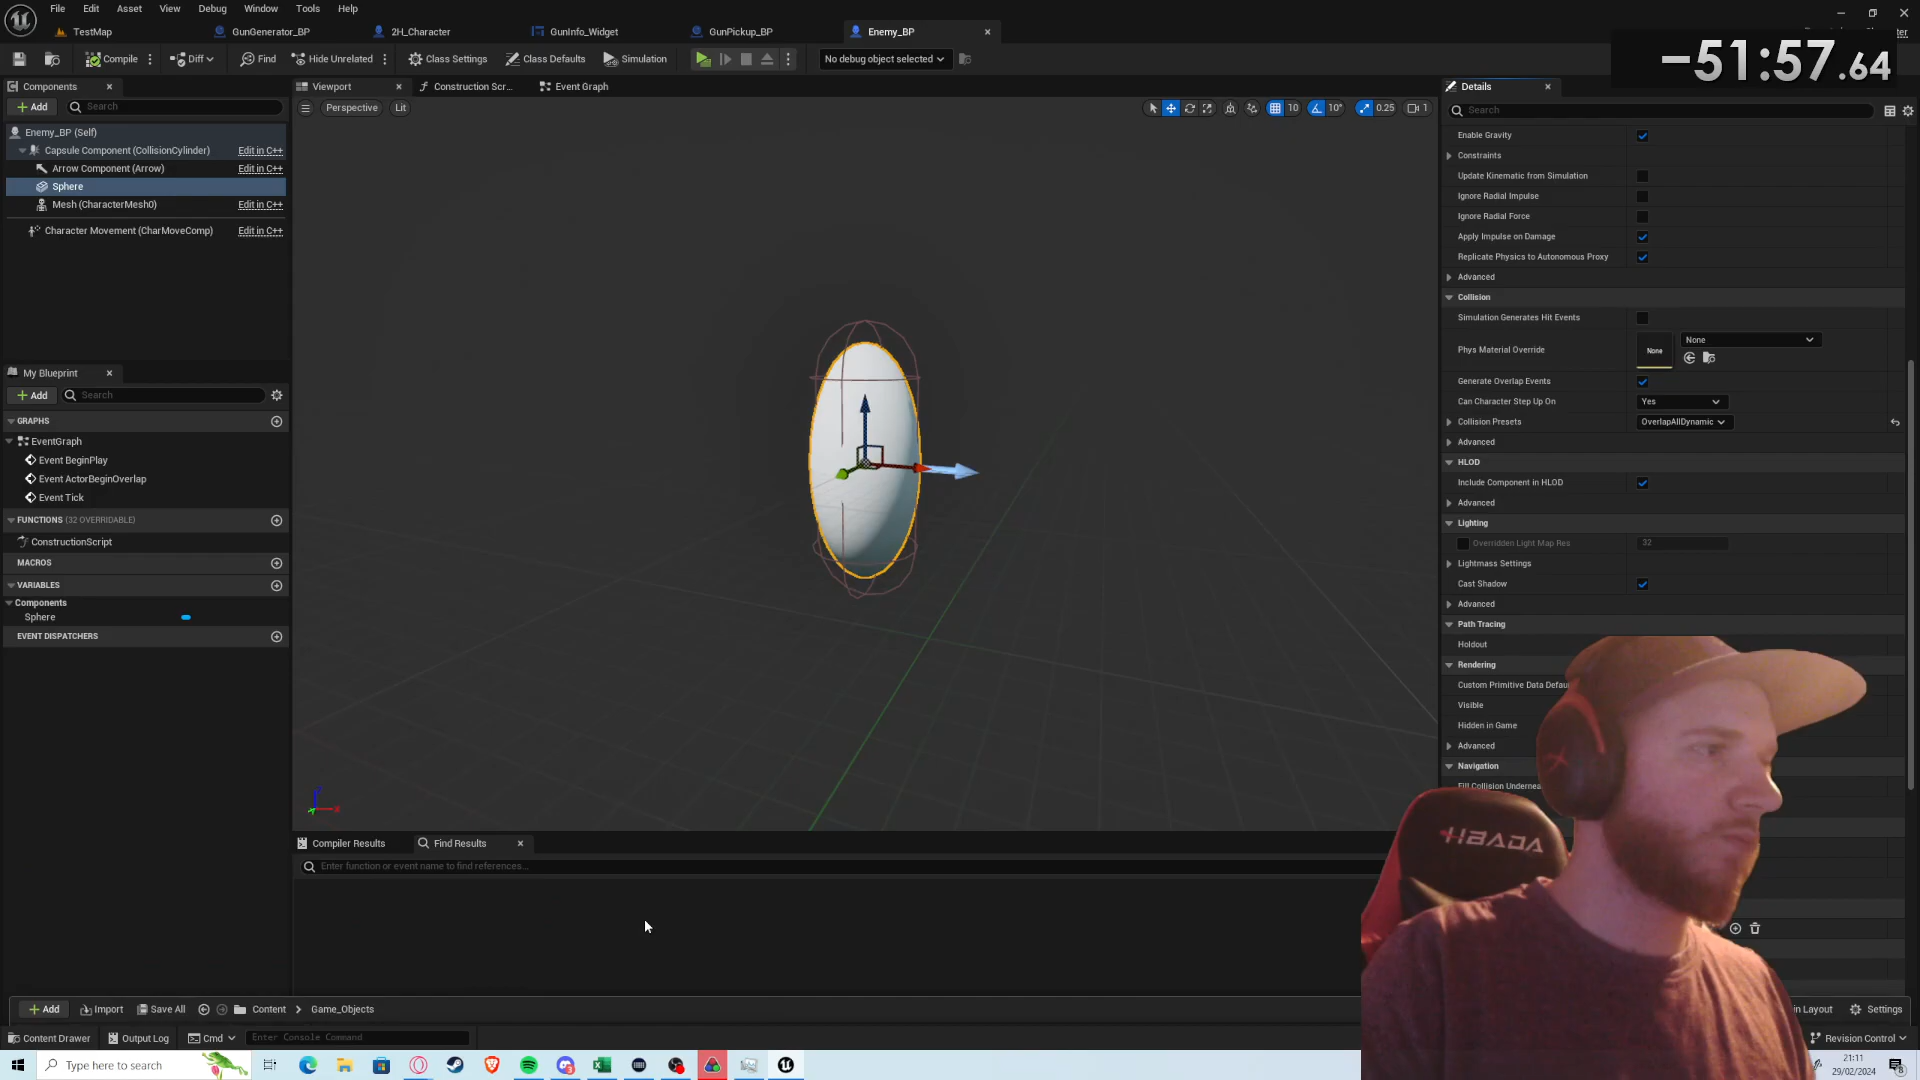 File Edit Asset View Debug Window Tools Help
TestMap GunGenerator_BP 2H_Character GunInfo_Widget GunPickup_BP Enemy_BP
-51:57.64
Compile Diff Find Hide Unrelated Class Settings Class Defaults Simulation No debug object selected
Components Viewport Construction Scr... Event Graph Details
Add Search Perspective Lit 10 10° 0.25 1 Search
Enemy_BP (Self)
Capsule Component (CollisionCylinder) Edit in C++
Arrow Component (Arrow) Edit in C++
Sphere
Mesh (CharacterMesh0) Edit in C++
Character Movement (CharMoveComp) Edit in C++
My Blueprint
Add Search
GRAPHS
EventGraph
Event BeginPlay
Event ActorBeginOverlap
Event Tick
FUNCTIONS (32 OVERRIDABLE)
ConstructionScript
MACROS
VARIABLES
Components
Sphere
EVENT DISPATCHERS
Enable Gravity
Constraints
Update Kinematic from Simulation
Ignore Radial Impulse
Ignore Radial Force
Apply Impulse on Damage
Replicate Physics to Autonomous Proxy
Advanced
Collision
Simulation Generates Hit Events
Phys Material Override None None
Generate Overlap Events
Can Character Step Up On Yes
Collision Presets OverlapAllDynamic
Advanced
HLOD
Include Component in HLOD
Advanced
Lighting
Overridden Light Map Res 32
Lightmass Settings
Cast Shadow
Advanced
Path Tracing
Holdout
Rendering
Custom Primitive Data Defau
Visible
Hidden in Game
Advanced
Navigation
Fill Collision Undernea
HBADA
Compiler Results Find Results
Enter function or event name to find references...
Add Import Save All Content Game_Objects in Layout Settings
Content Drawer Output Log Cmd Enter Console Command Revision Control
Type here to search 21:11
29/02/2024